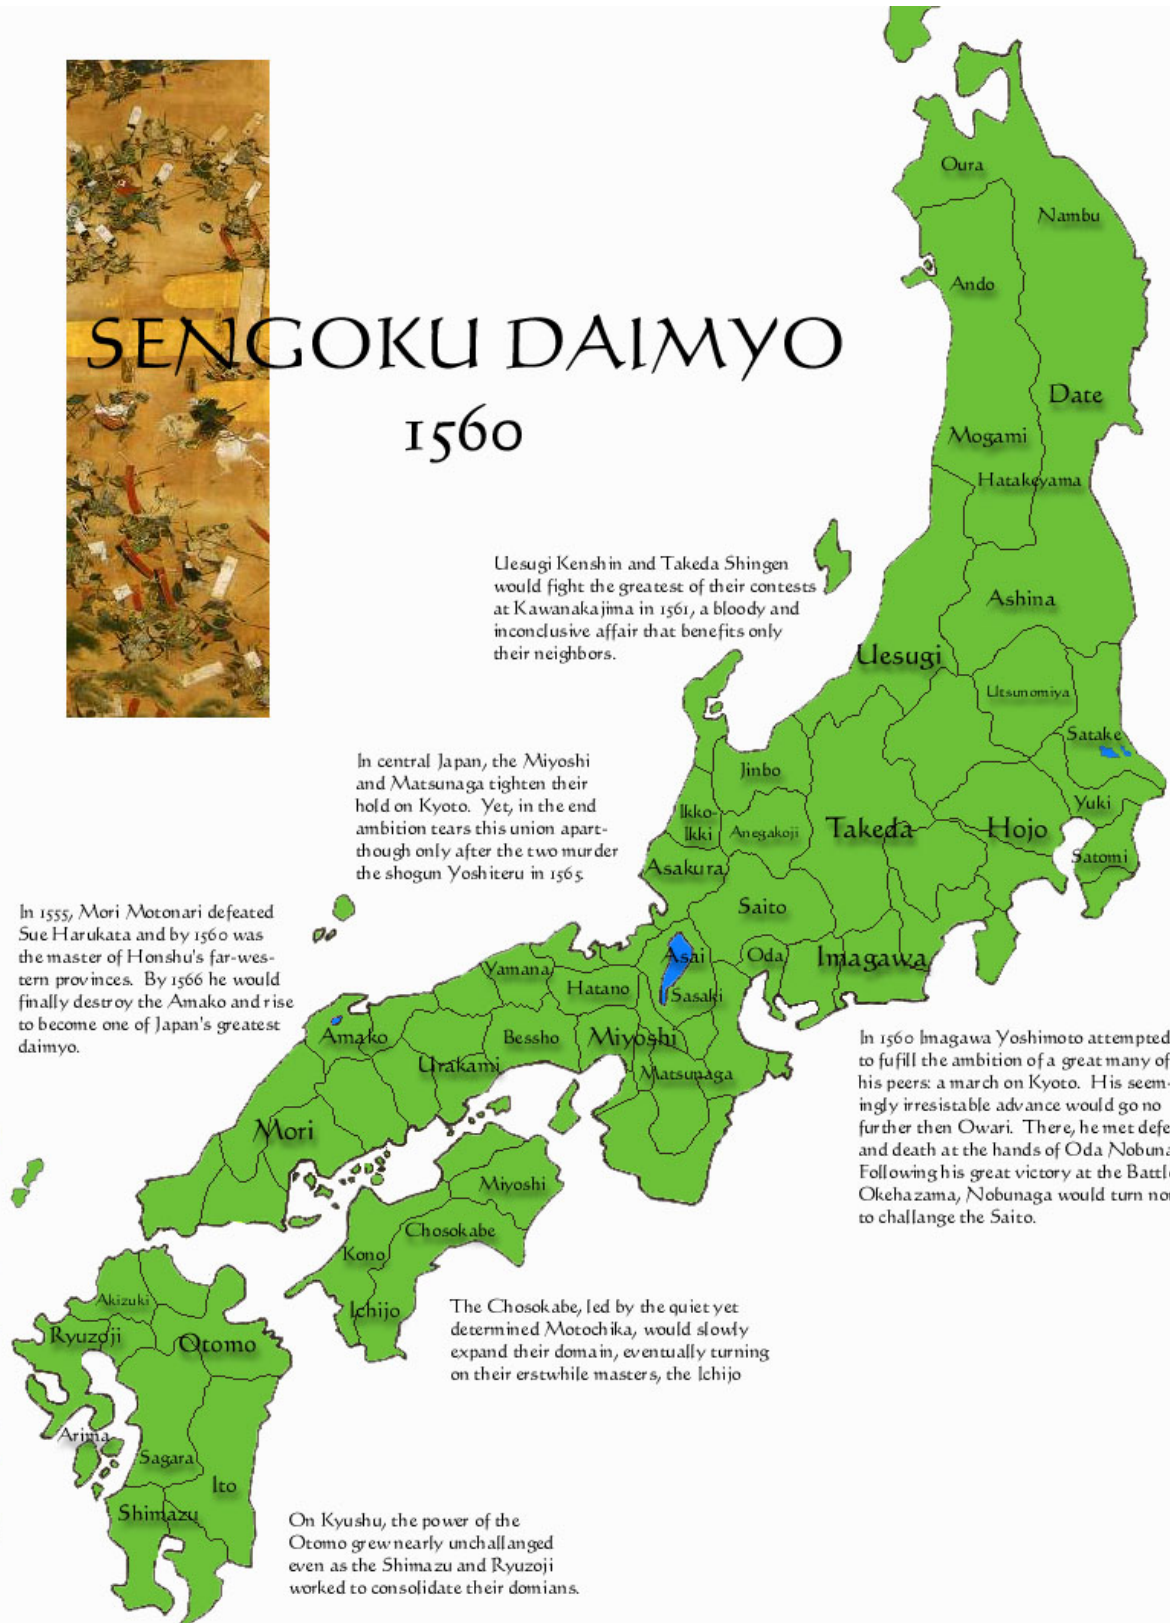 SENGOKU DAIMYO
1560
Oura
Nambu
Ando
Date
Mogami
Hatakeyama
Uesugi Kenshin and Takeda Shingen
would fight the greatest of their contests
at Kawanakajima in 1561, a bloody and
inconclusive affair that benefits only
their neighbors.
Ashina
Uesugi
Utsunomiya
Satake
In central Japan, the Miyoshi
and Matsunaga tighten their
hold on Kyoto. Yet, in the end
ambition tears this union apart-
though only after the two murder
the shogun Yoshiteru in 1565
Jinbo
Ikko-
Ikki
Anegakoji
Takeda
Hojo
Yuki
Satomi
Asakura
Saito
In 1555, Mori Motonari defeated
Sue Harukata and by 1560 was
the master of Honshu's far-wes-
tern provinces. By 1566 he would
finally destroy the Amako and rise
to become one of Japan's greatest
daimyo.
Yamana
Hatano
Asai
Sasaki
Oda
Imagawa
Amako
Urakami
Bessho
Miyoshi
Matsunaga
Mori
In 1560 Imagawa Yoshimoto attempted
to fufill the ambition of a great many of
his peers: a march on Kyoto. His seem-
ingly irresistable advance would go no
further then Owari. There, he met defe
and death at the hands of Oda Nobuna
Following his great victory at the Battl
Okehazama, Nobunaga would turn no
to challange the Saito.
Miyoshi
Chosokabe
Kono
Ichijo
Akizuki
Ryuzoji
Otomo
The Chosokabe, led by the quiet yet
determined Motochika, would slowly
expand their domain, eventually turning
on their erstwhile masters, the Ichijo
Arima
Sagara
Ito
Shimazu
On Kyushu, the power of the
Otomo grew nearly unchallanged
even as the Shimazu and Ryuzoji
worked to consolidate their domians.